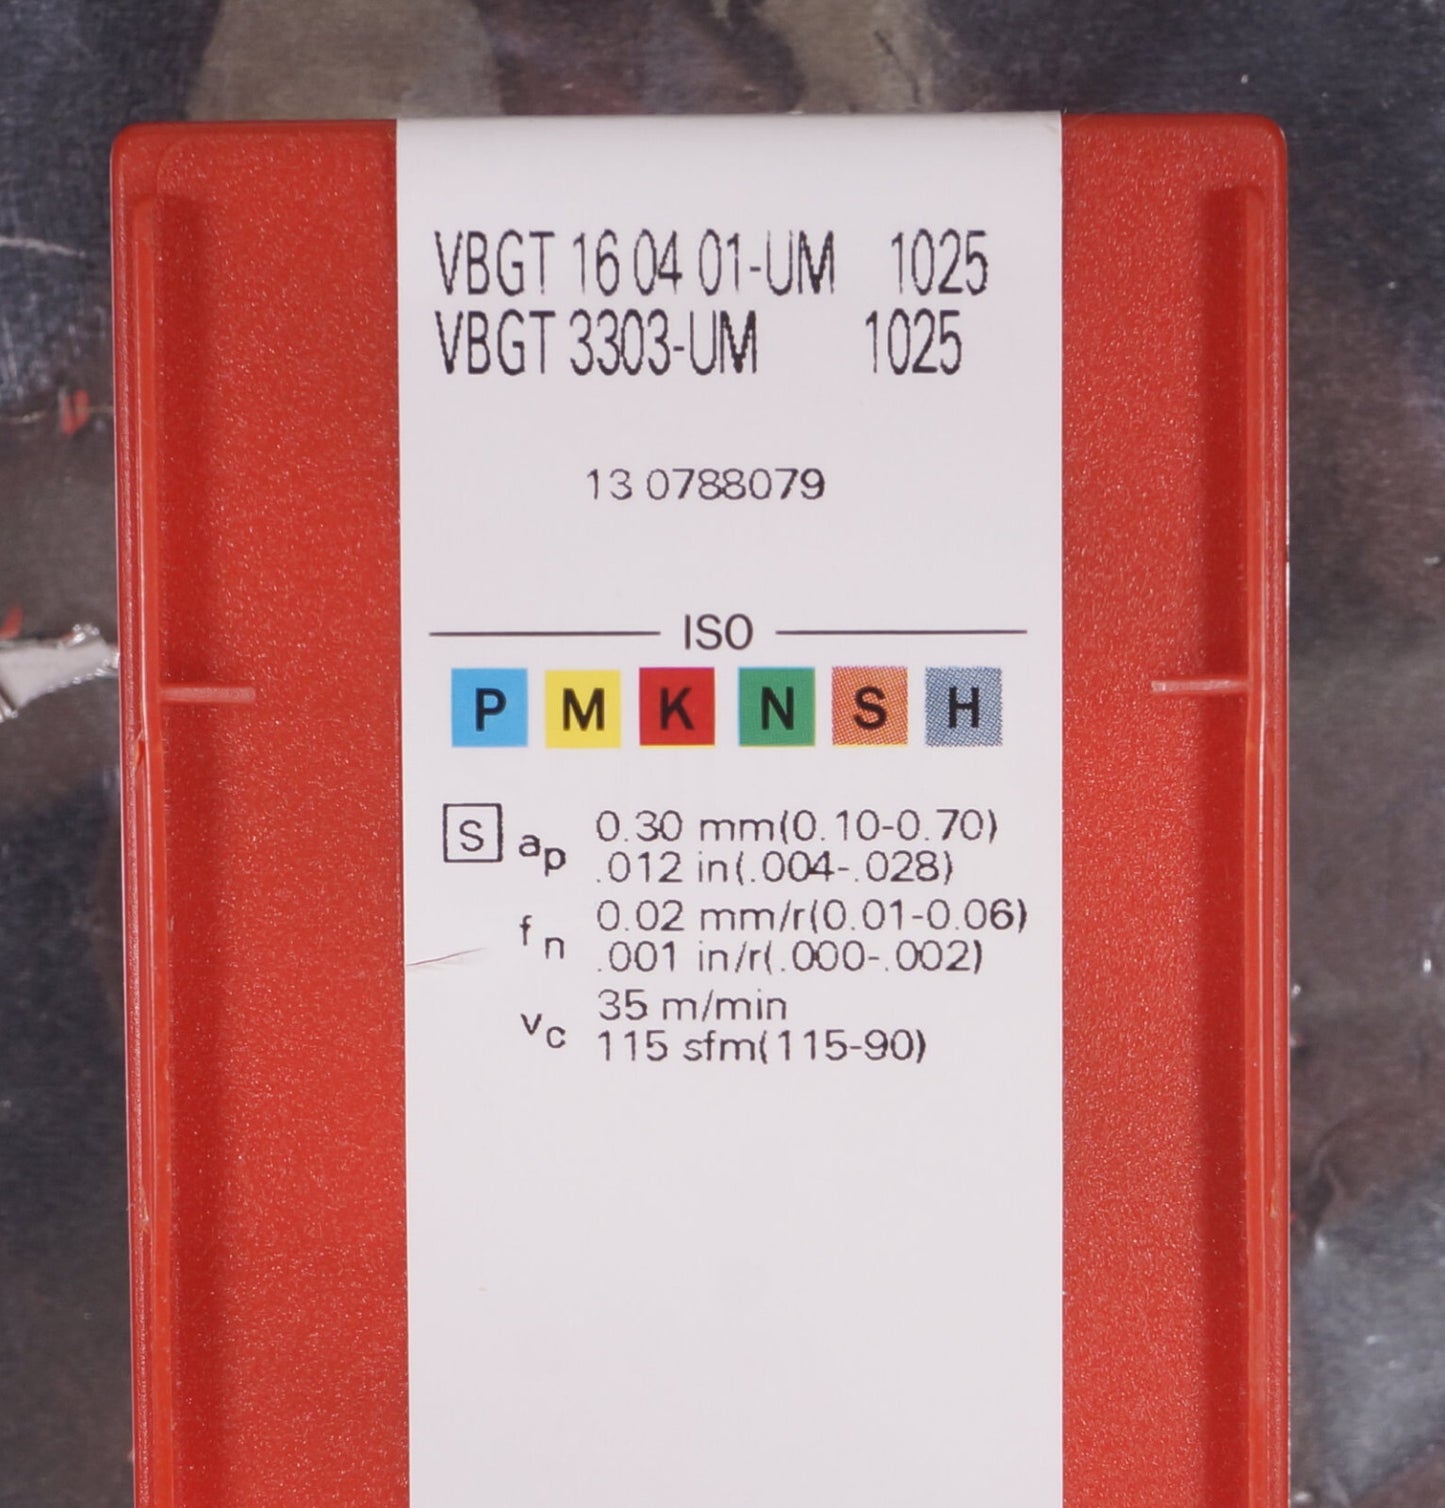 VBGT 16 04 01-UM 1025
VBGT 3303-UM 1025
13 0788079
ISO
P M K N S H
S ap 0.30 mm(0.10-0.70)
.012 in(.004-.028)
fn 0.02 mm/r(0.01-0.06)
.001 in/r(.000-.002)
vc 35 m/min
115 sfm(115-90)